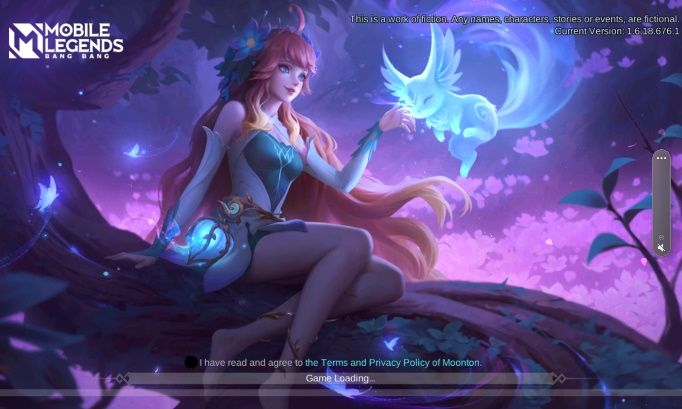 MOBILE
LEGENDS
BANG BANG
This is a work of fiction. Any names, characters, stories or events, are fictional.
Current Version: 1.6.18.676.1
I have read and agree to the Terms and Privacy Policy of Moonton.
Game Loading...